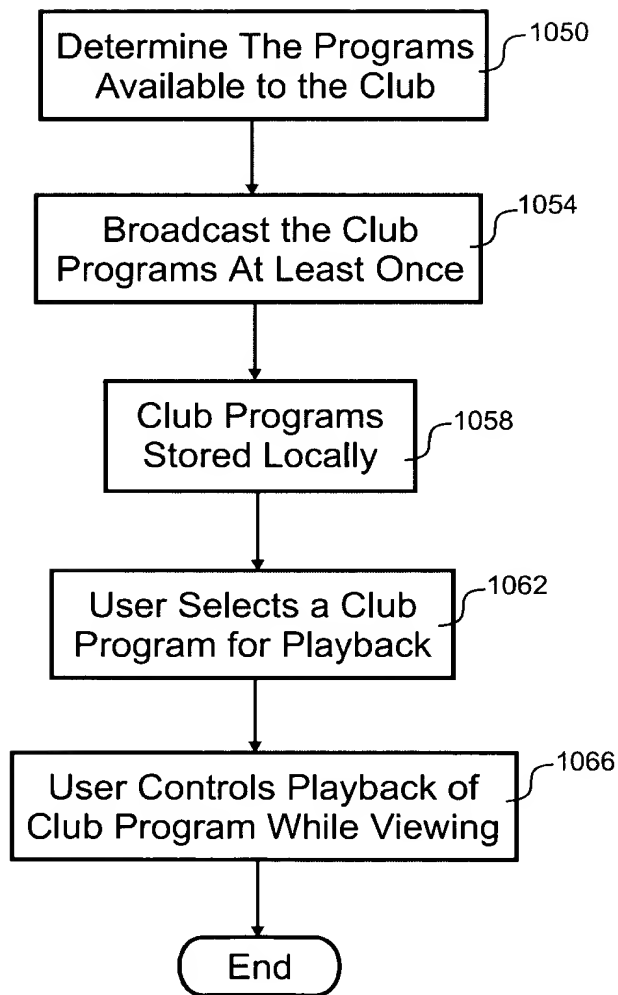 Determine The Programs
Available to the Club
1050
Broadcast the Club
Programs At Least Once
1054
Club Programs
Stored Locally
1058
User Selects a Club
Program for Playback
1062
User Controls Playback of
Club Program While Viewing
1066
End